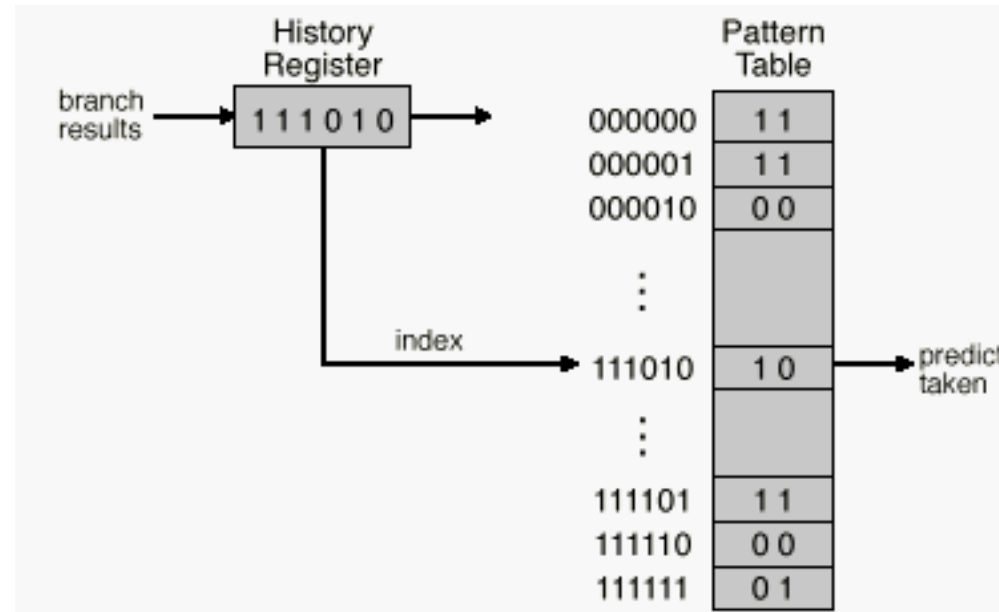 History
Register
branch
results
1 1 1 0 1 0
Pattern
Table
000000 1 1
000001 1 1
000010 0 0
index
111010 1 0
predict
taken
111101 1 1
111110 0 0
111111 0 1